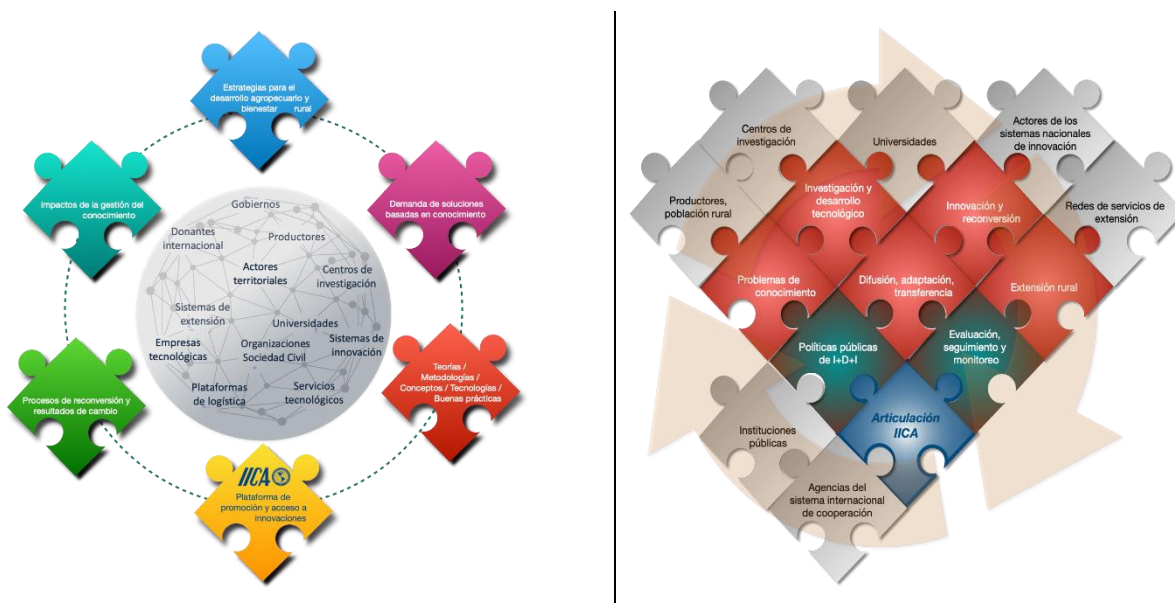 Estrategias para el
desarrollo agropecuario y
bienestar rural
Impactos de la gestión del
conocimiento
Demanda de soluciones
basadas en conocimiento
Gobiernos
Donantes
internacional
Productores
Actores
territoriales
Centros de
investigación
Sistemas de
extensión
Universidades
Empresas
tecnológicas
Organizaciones
Sociedad Civil
Sistemas de
innovación
Plataformas
de logística
Servicios
tecnológicos
Procesos de reconversión y
resultados de cambio
Teorías /
Metodologías /
Conceptos / Tecnologías /
Buenas prácticas
IICA
Plataforma de
promoción y acceso a
innovaciones
Centros de
investigación
Universidades
Actores de los
sistemas nacionales
de innovación
Productores,
población rural
Investigación y
desarrollo
tecnológico
Innovación y
reconversión
Redes de servicios de
extensión
Problemas de
conocimiento
Difusión, adaptación,
transferencia
Extensión rural
Políticas públicas
de I+D+I
Evaluación,
seguimiento y
monitoreo
Articulación
IICA
Instituciones
públicas
Agencias del
sistema internacional
de cooperación